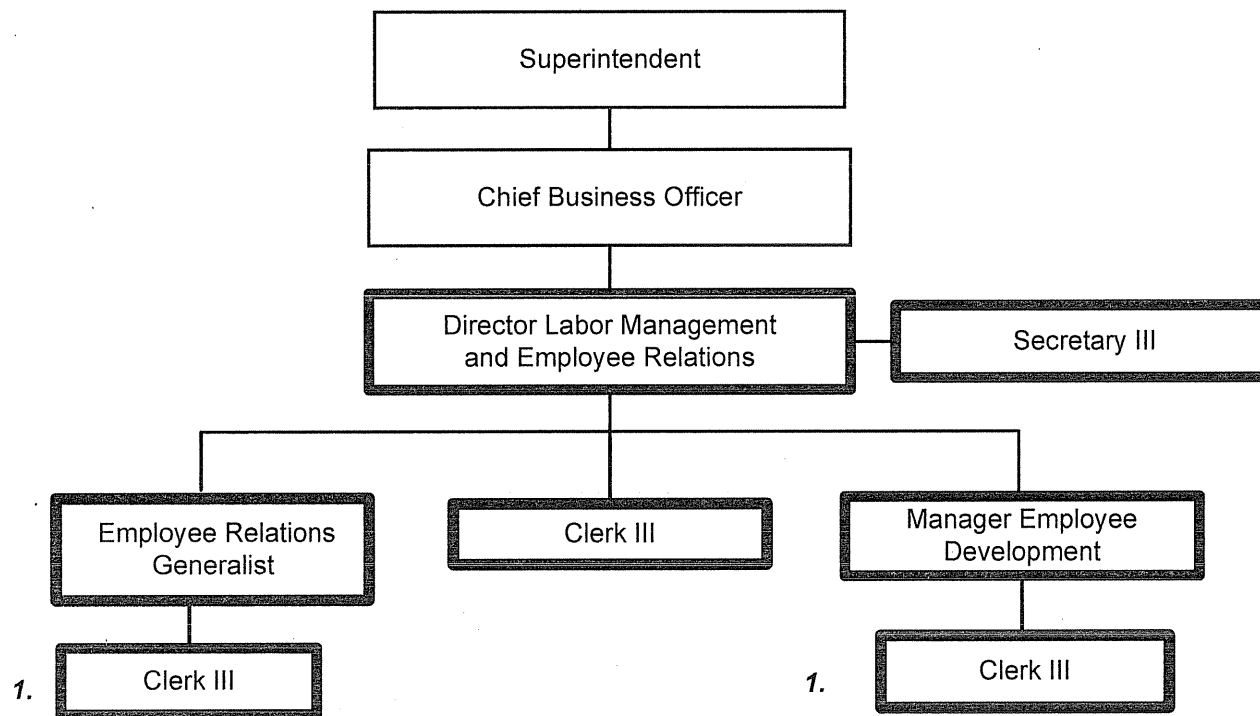 Superintendent
Chief Business Officer
Director Labor Management
and Employee Relations
Secretary III
Employee Relations
Generalist
Clerk III
Manager Employee
Development
1.
Clerk III
1.
Clerk III